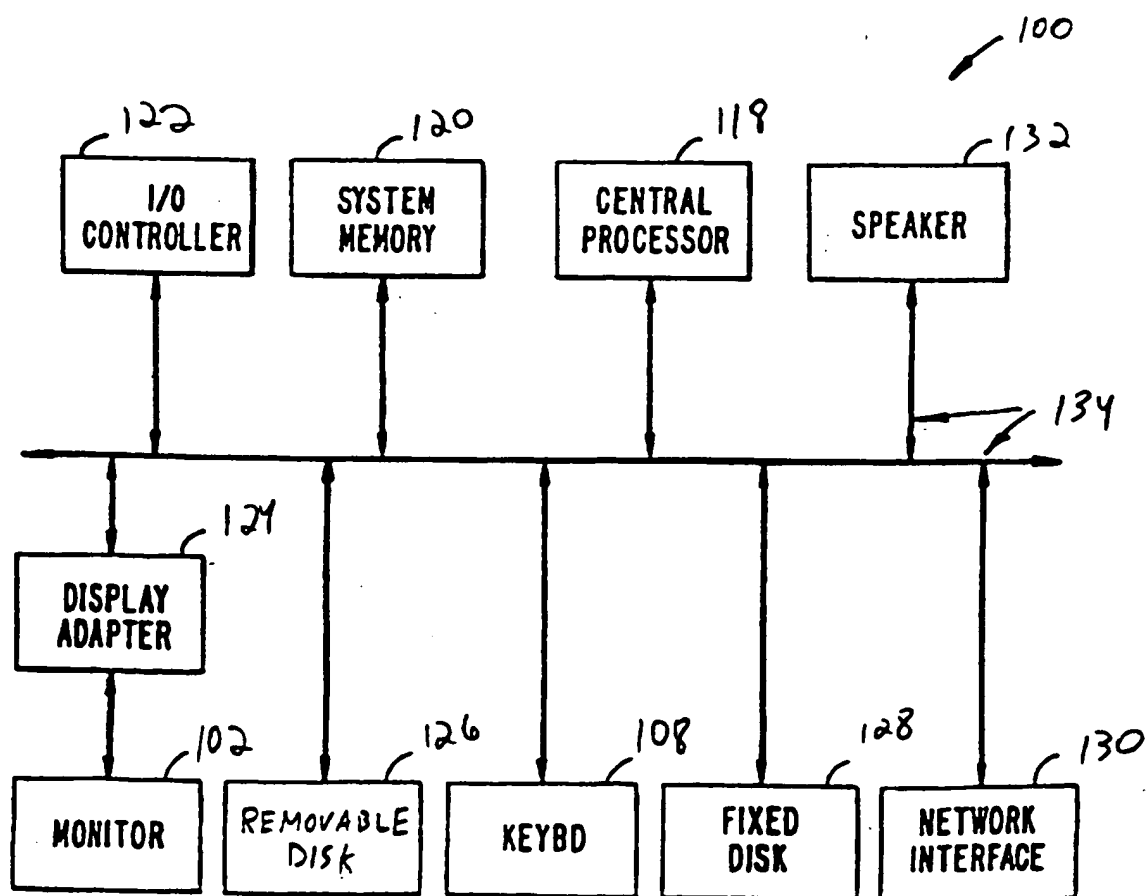 100
122
120
118
132
I/O
CONTROLLER
SYSTEM
MEMORY
CENTRAL
PROCESSOR
SPEAKER
134
124
DISPLAY
ADAPTER
102
126
108
128
130
MONITOR
REMOVABLE
DISK
KEYBD
FIXED
DISK
NETWORK
INTERFACE